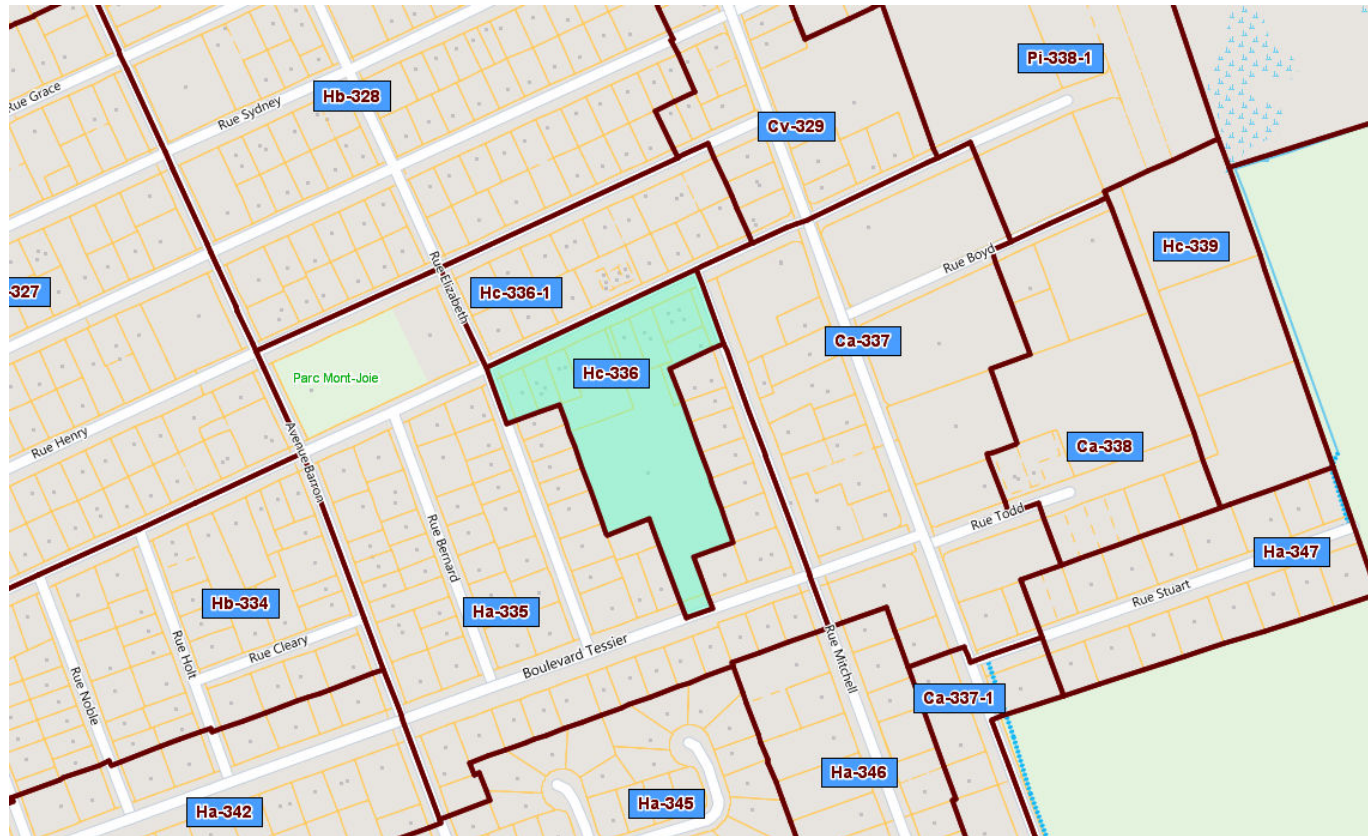 Pi-338-1
Rue Grace
Hb-328
Rue Sydney
Cv-329
Hc-339
Rue Boyd
Rue Elizabeth
-327
Hc-336-1
Ca-337
Parc Mont-Joie
Hc-336
Rue Henry
Avenue Barron
Ca-338
Rue Todd
Rue Bernard
Ha-347
Hb-334
Ha-335
Rue Stuart
Rue Cleary
Rue Holt
Boulevard Tessier
Rue Mitchell
Rue Noble
Ca-337-1
Ha-346
Ha-345
Ha-342